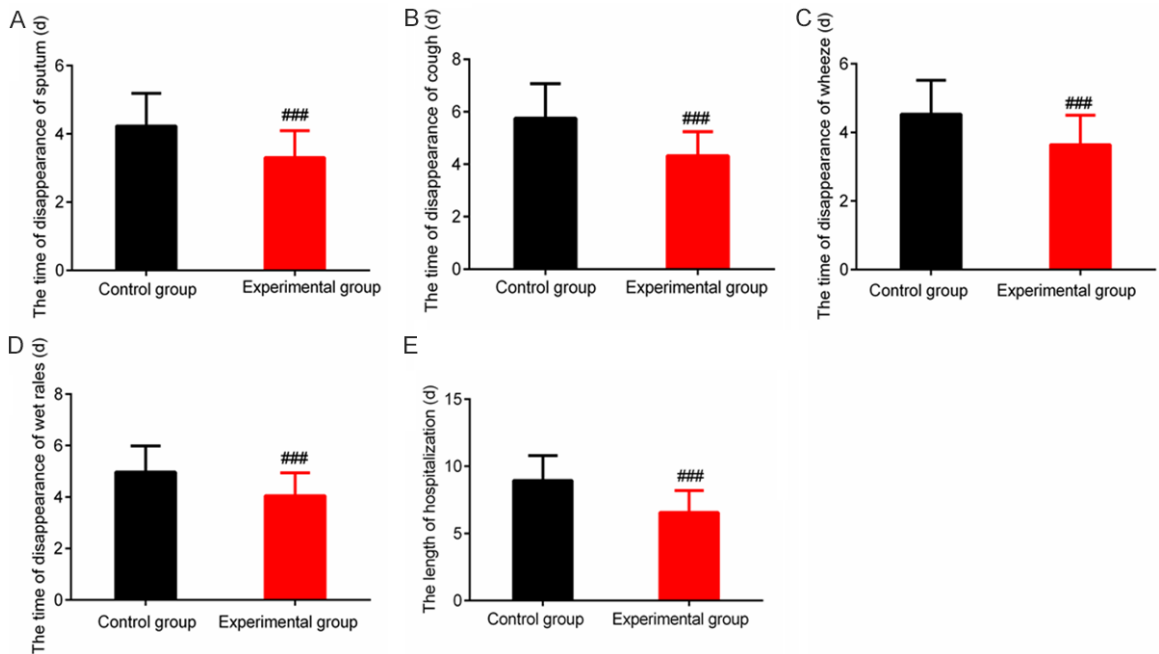 A
The time of disappearance of sputum (d)
6
4
2
0
###
Control group
Experimental group
B
The time of disappearance of cough (d)
8
6
4
2
0
###
Control group
Experimental group
C
The time of disappearance of wheeze (d)
6
4
2
0
###
Control group
Experimental group
D
The time of disappearance of wet rales (d)
8
6
4
2
0
###
Control group
Experimental group
E
The length of hospitalization (d)
15
10
5
0
###
Control group
Experimental group